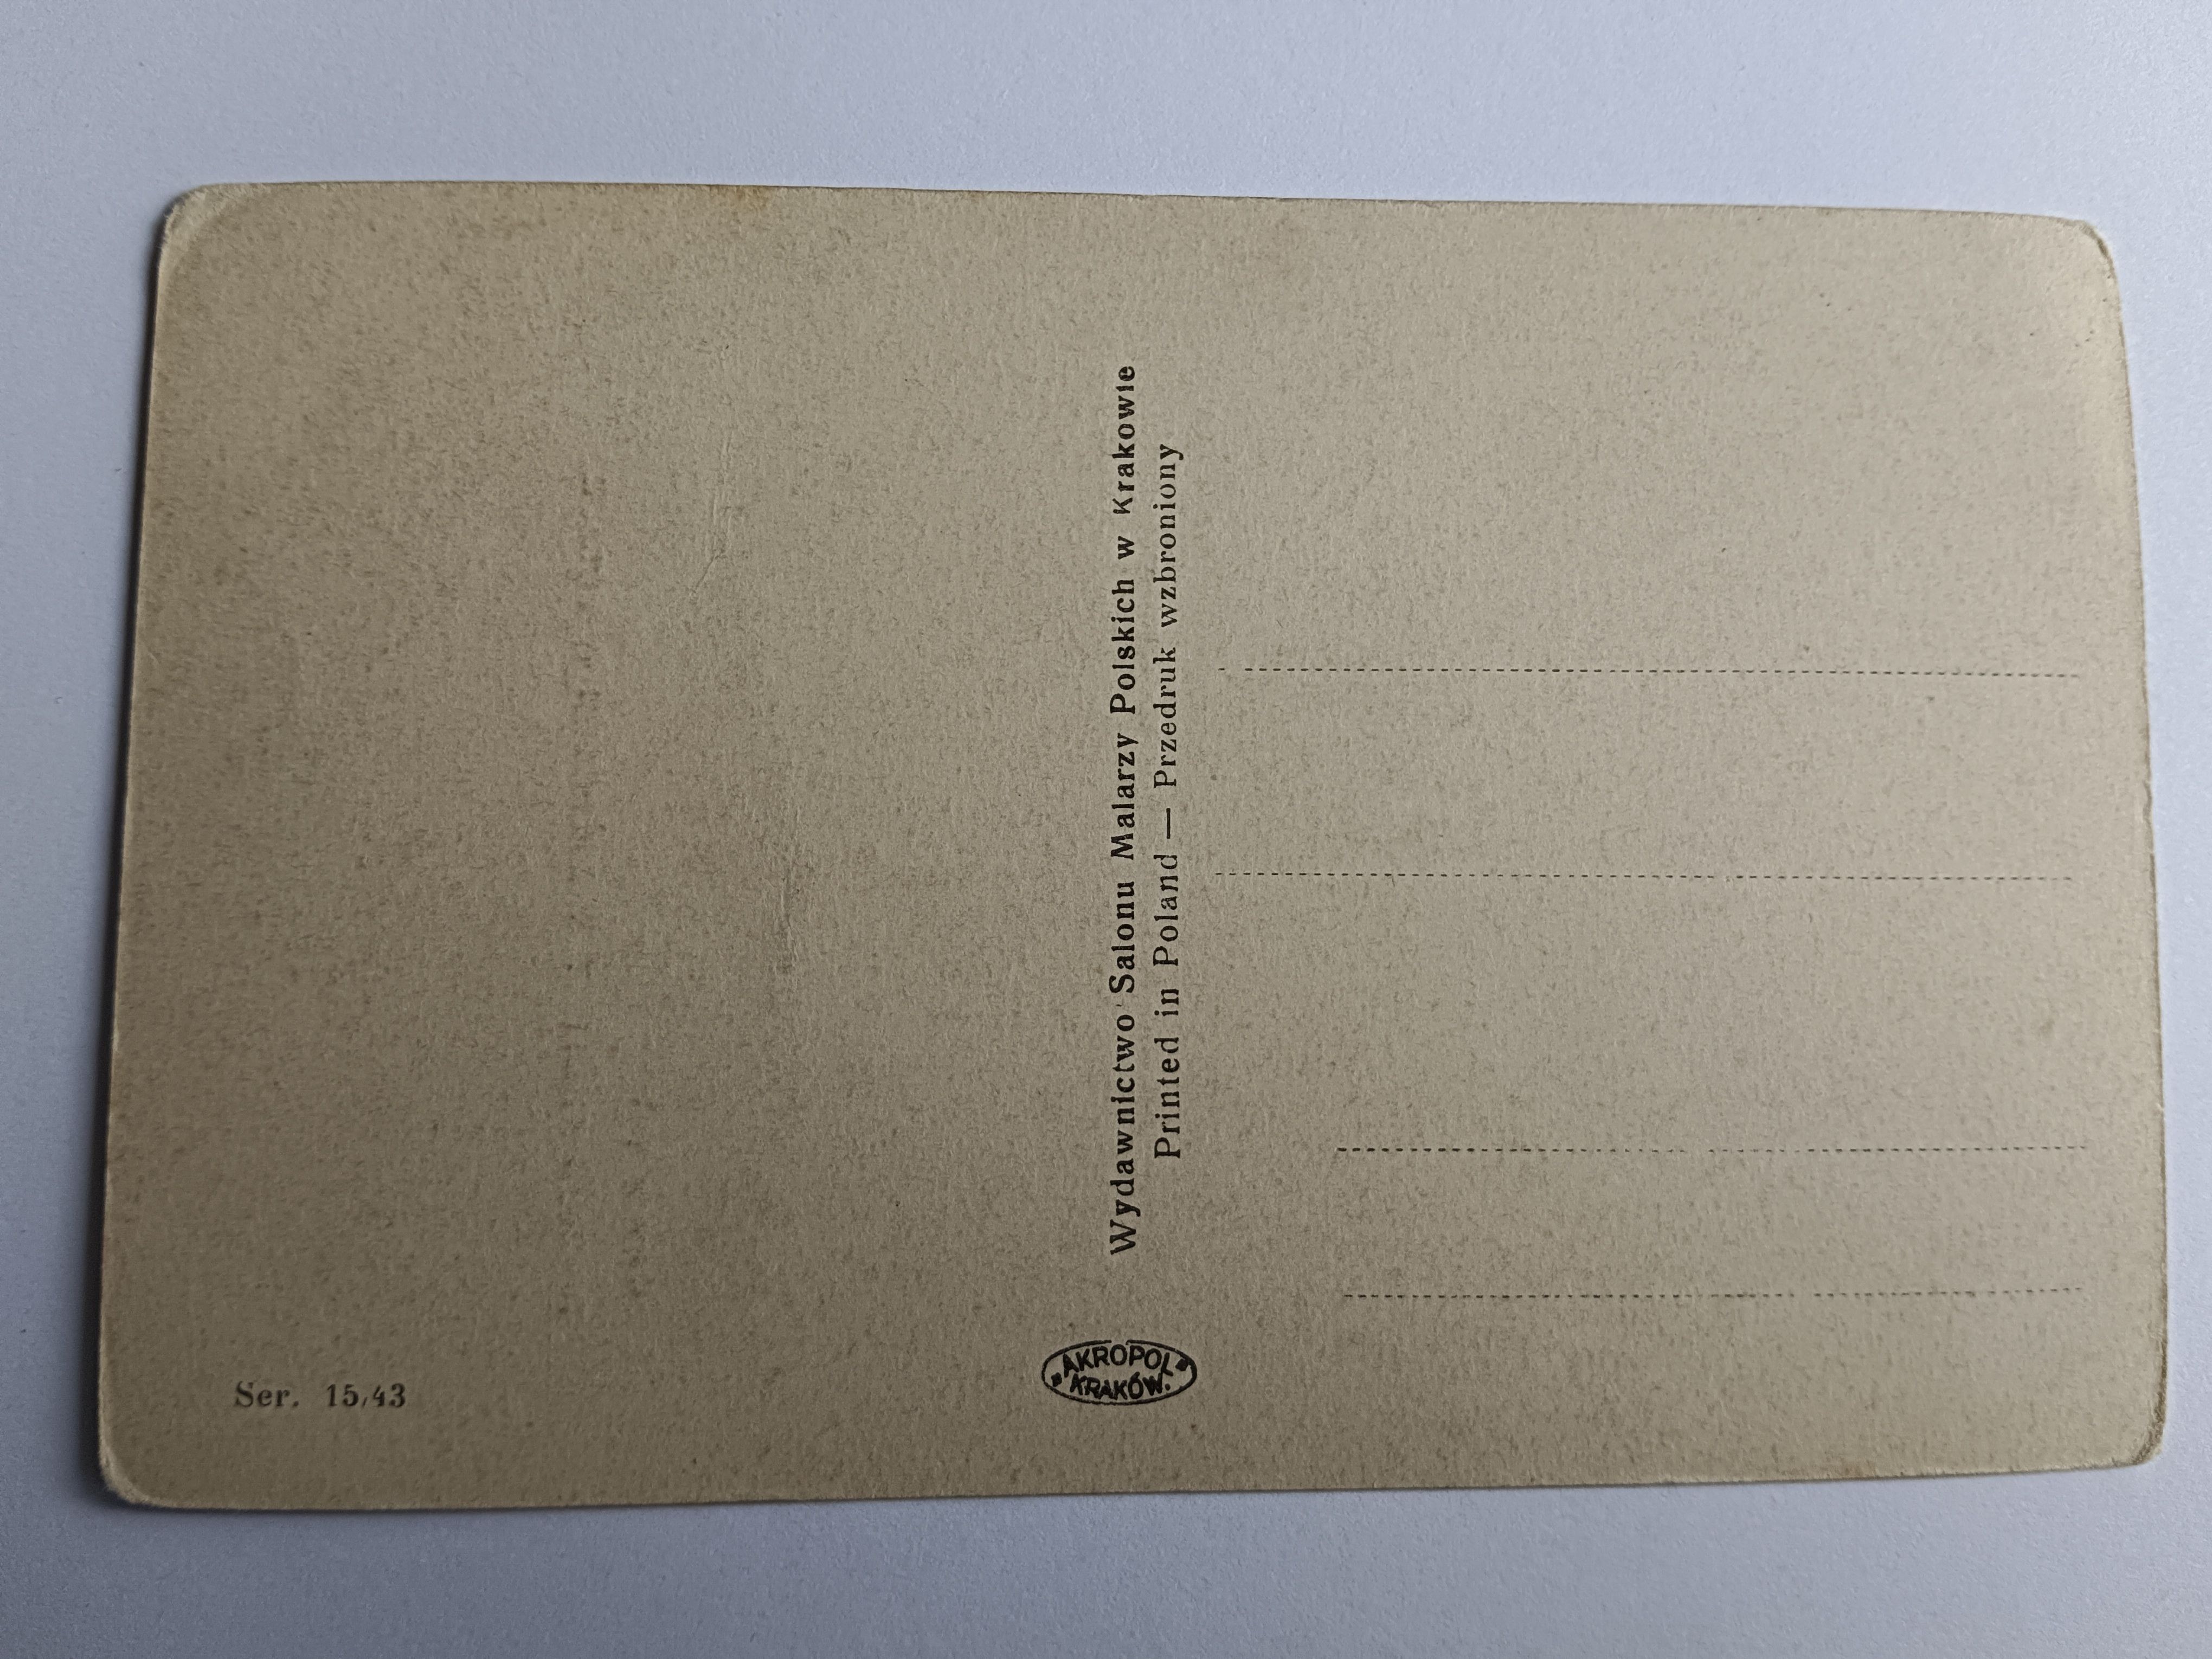 Wydawnictwo Salonu Malarzy Polskich w Krakowie
Printed in Poland — Przedruk wzbroniony
Ser. 15,43
„AKROPOL"
KRAKÓW.